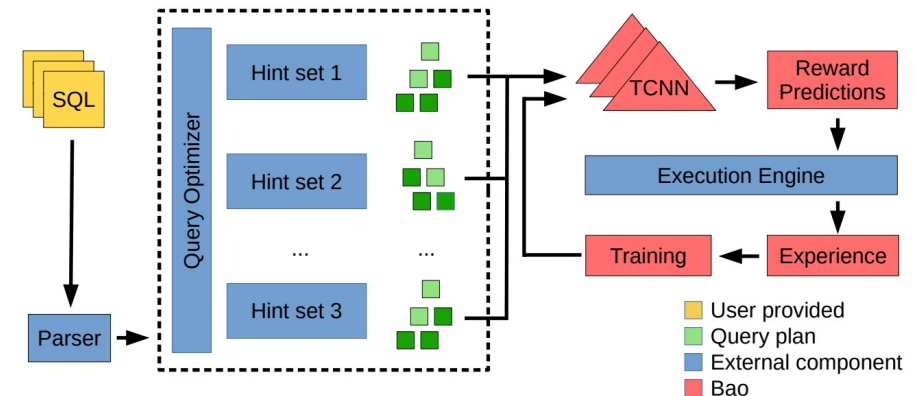 SQL
Parser
Query Optimizer
Hint set 1
Hint set 2
...
...
Hint set 3
TCNN
Reward
Predictions
Execution Engine
Training
Experience
User provided
Query plan
External component
Bao